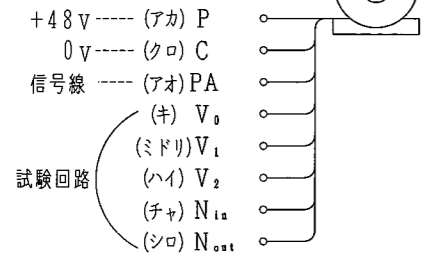 +48V----- (アカ) P
0V----- (クロ) C
信号線 ----- (アオ) PA
(キ) V₀
(ミドリ) V₁
試験回路 (ハイ) V₂
(チャ) Nin
(シロ) Nout